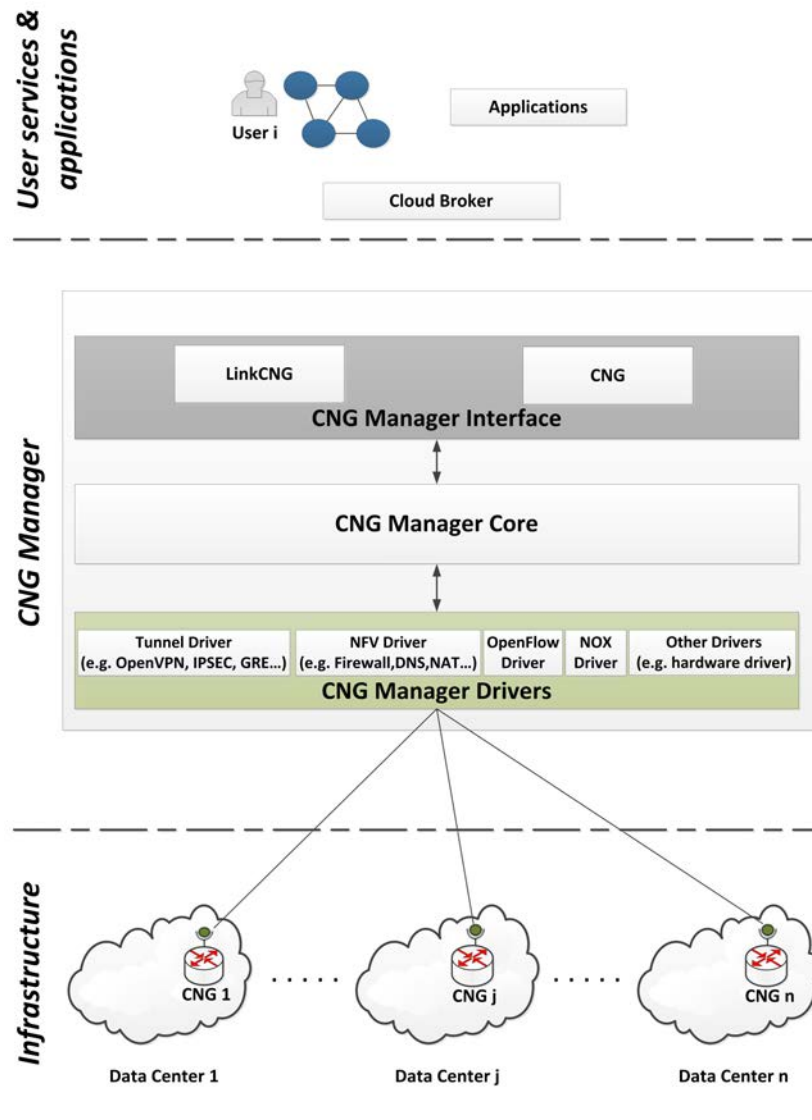 User services &
applications
User i
Applications
Cloud Broker
CNG Manager
LinkCNG
CNG
CNG Manager Interface
CNG Manager Core
Tunnel Driver
(e.g. OpenVPN, IPSEC, GRE...)
NFV Driver
(e.g. Firewall,DNS,NAT...)
OpenFlow
Driver
NOX
Driver
Other Drivers
(e.g. hardware driver)
CNG Manager Drivers
Infrastructure
CNG 1
. . . . .
CNG j
. . . . .
CNG n
Data Center 1
Data Center j
Data Center n